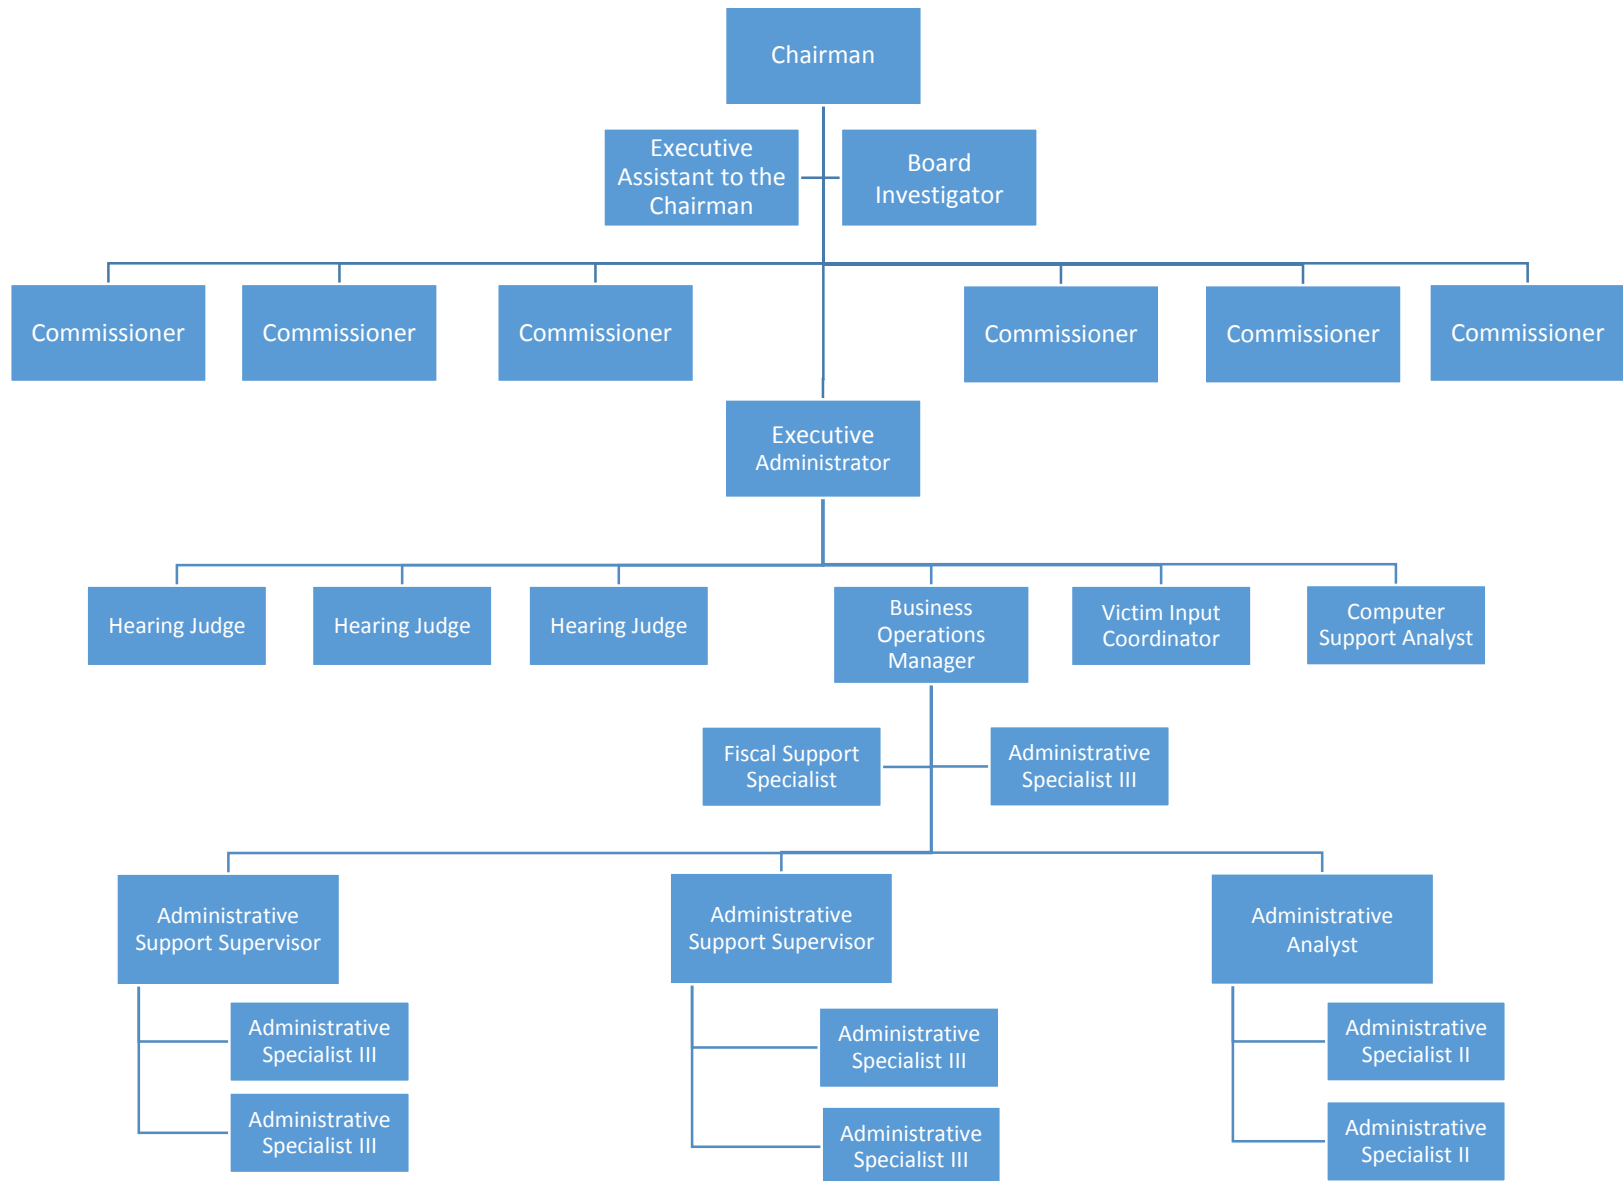 Chairman
Executive
Assistant to the
Chairman
Board
Investigator
Commissioner
Commissioner
Commissioner
Commissioner
Commissioner
Commissioner
Executive
Administrator
Hearing Judge
Hearing Judge
Hearing Judge
Business
Operations
Manager
Victim Input
Coordinator
Computer
Support Analyst
Fiscal Support
Specialist
Administrative
Specialist III
Administrative
Support Supervisor
Administrative
Support Supervisor
Administrative
Analyst
Administrative
Specialist III
Administrative
Specialist III
Administrative
Specialist II
Administrative
Specialist III
Administrative
Specialist III
Administrative
Specialist II